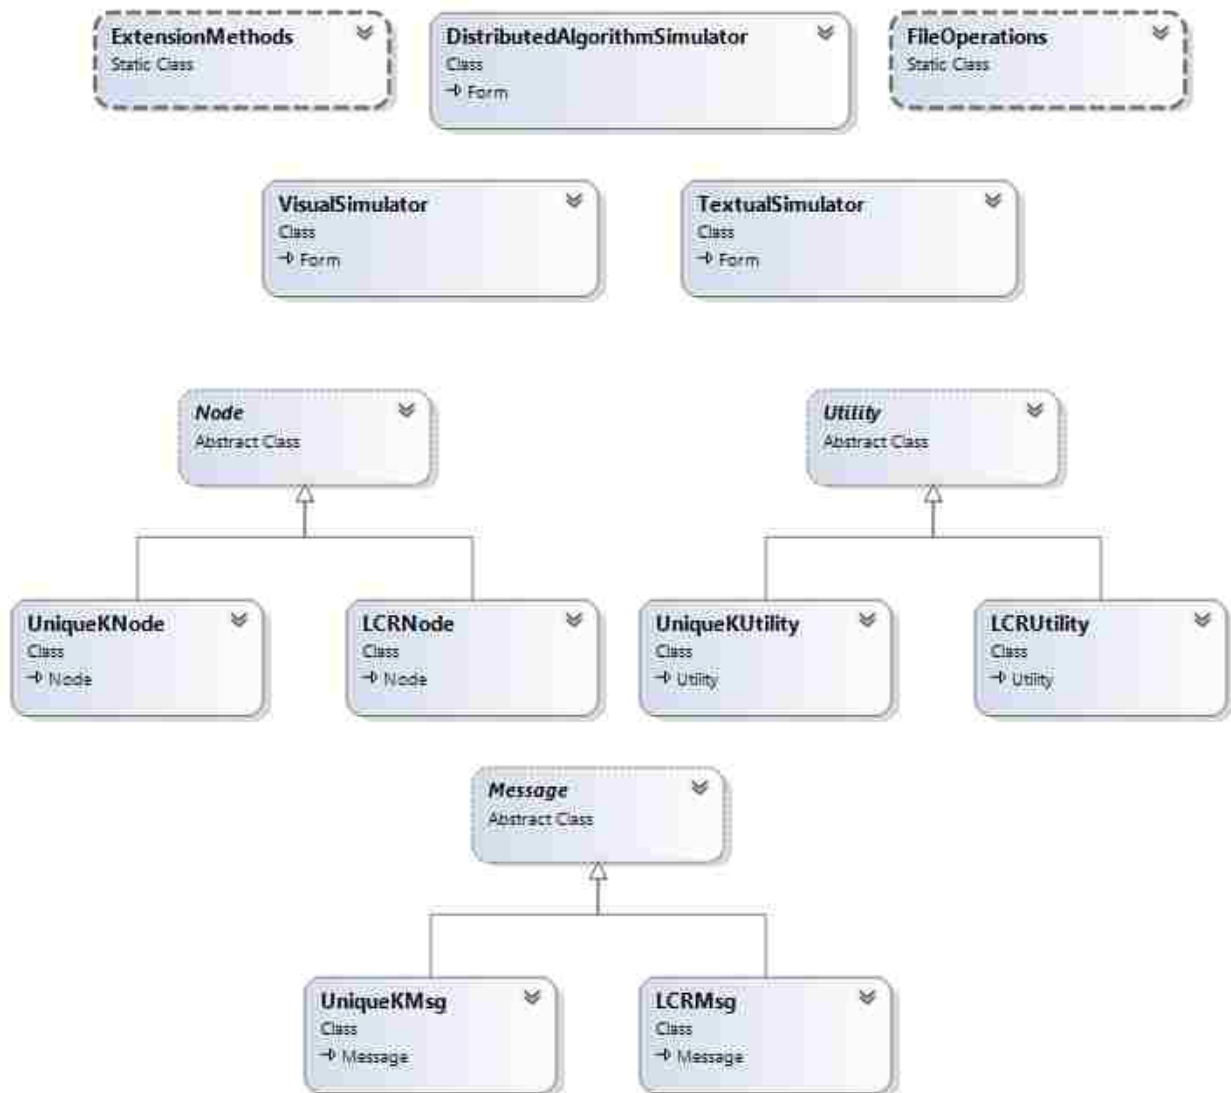 ExtensionMethods
Static Class
DistributedAlgorithmSimulator
Class
Form
FileOperations
Static Class
VisualSimulator
Class
Form
TextualSimulator
Class
Form
Node
Abstract Class
Utility
Abstract Class
UniqueKNode
Class
Node
LCRNode
Class
Node
UniqueKUtility
Class
Utility
LCRUtility
Class
Utility
Message
Abstract Class
UniqueKMsg
Class
Message
LCRMsg
Class
Message